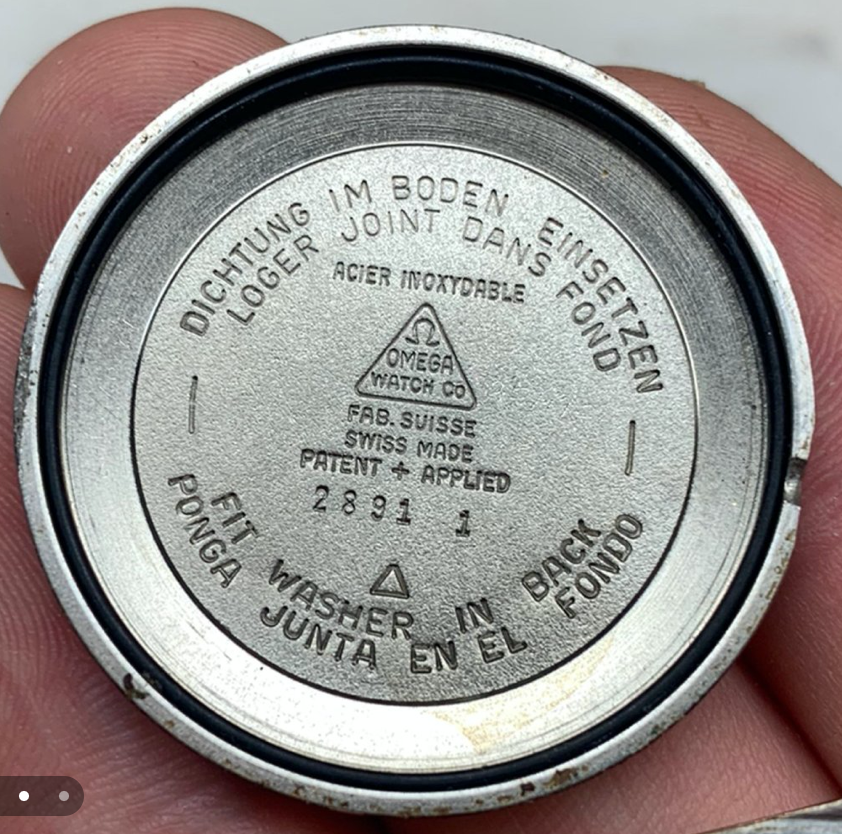 DICHTUNG IM BODEN EINSETZEN
LOGER JOINT DANS FOND
ACIER INOXYDABLE
Ω
OMEGA
WATCH CO
FAB. SUISSE
SWISS MADE
PATENT + APPLIED
2891 1
FIT WASHER IN BACK
PONGA JUNTA EN EL FONDO